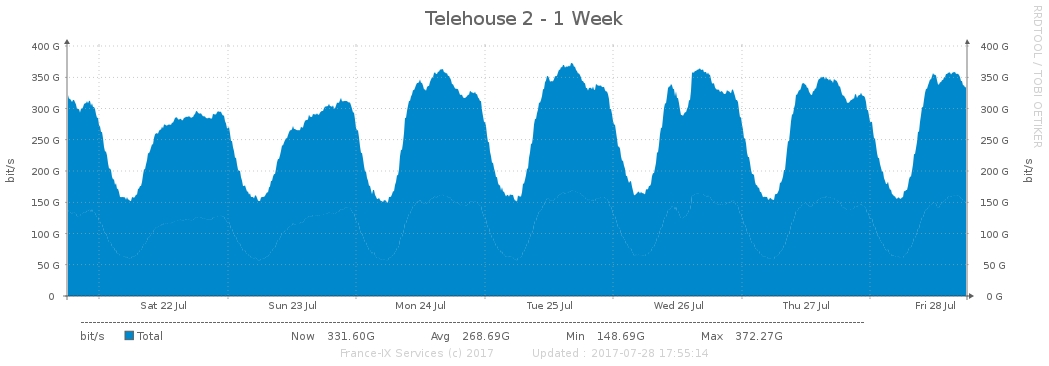 Telehouse 2 - 1 Week
RRDTOOL / TOBI OETIKER
400 G 400 G
350 G 350 G
300 G 300 G
250 G 250 G
200 G 200 G
150 G 150 G
100 G 100 G
50 G 50 G
0 0 G
bit/s
bit/s
Sat 22 Jul Sun 23 Jul Mon 24 Jul Tue 25 Jul Wed 26 Jul Thu 27 Jul Fri 28 Jul
bit/s Total Now 331.60G Avg 268.69G Min 148.69G Max 372.27G
France-IX Services (c) 2017 Updated : 2017-07-28 17:55:14